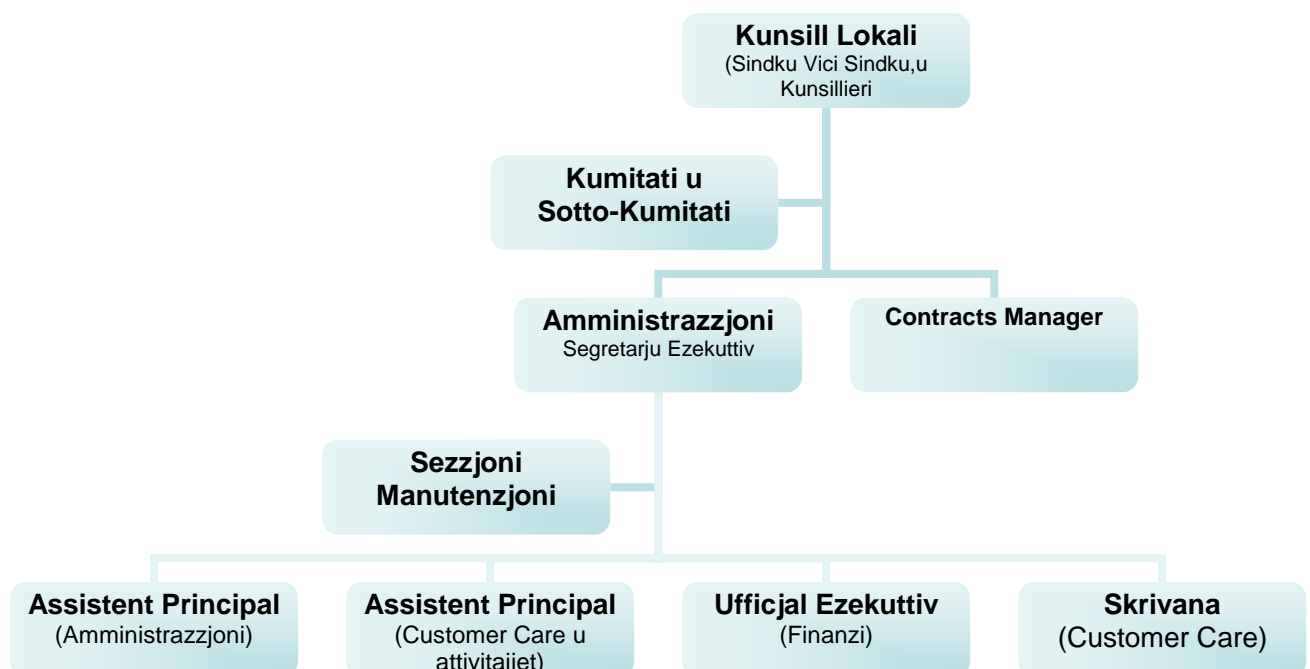 Kunsill Lokali
(Sindku Vici Sindku,u
Kunsillieri
Kumitati u
Sotto-Kumitati
Amministrazzjoni
Segretarju Ezekuttiv
Contracts Manager
Sezzjoni
Manutenzjoni
Assistent Principal
(Amministrazzjoni)
Assistent Principal
(Customer Care u
attivitajiet)
Ufficjal Ezekuttiv
(Finanzi)
Skrivana
(Customer Care)